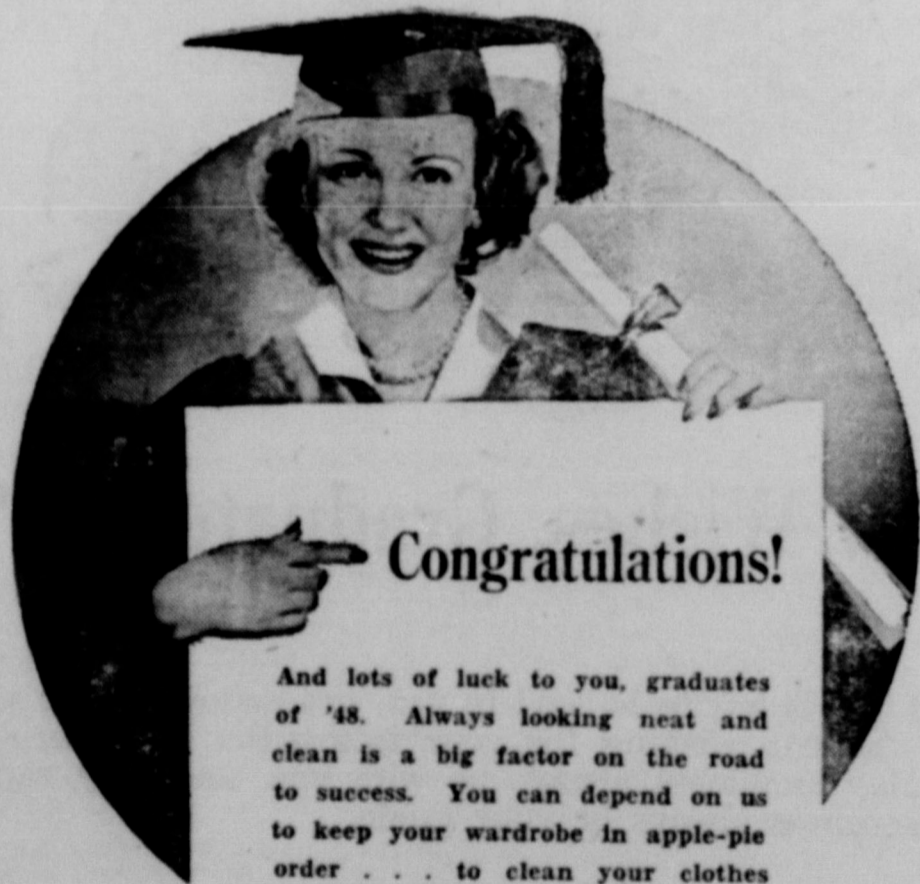 Congratulations!
And lots of luck to you, graduates
of '48. Always looking neat and
clean is a big factor on the road
to success. You can depend on us
to keep your wardrobe in apple-pie
order . . . to clean your clothes